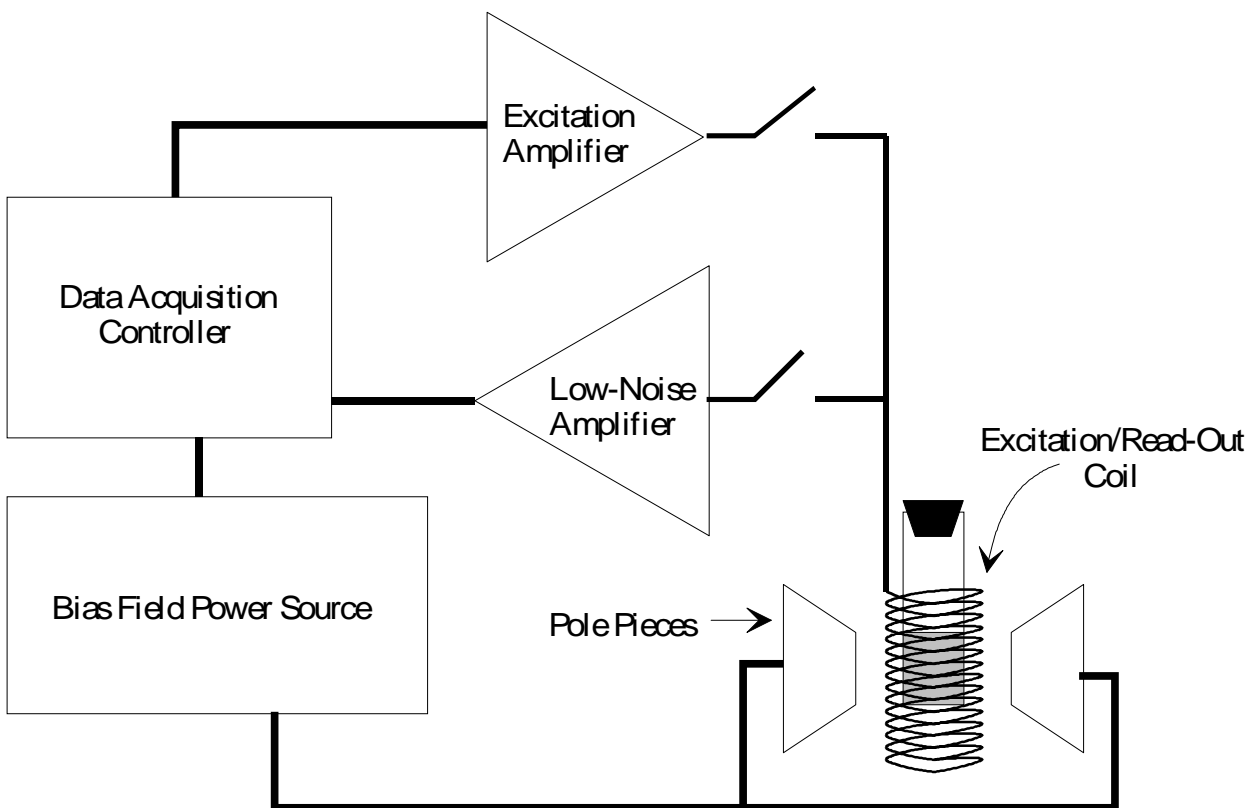 Excitation
Amplifier
Data Acquisition
Controller
Low-Noise
Amplifier
Excitation/Read-Out
Coil
Bias Field Power Source
Pole Pieces